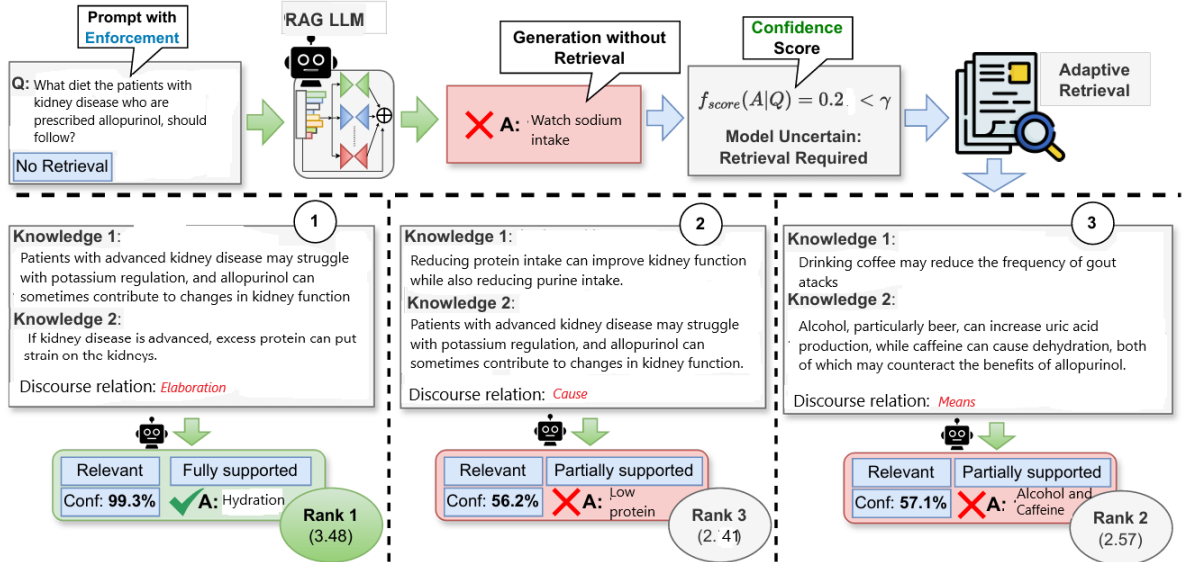 Prompt with
Enforcement
RAG LLM
Generation without
Retrieval
Confidence
Score
Adaptive
Retrieval
Q: What diet the patients with
kidney disease who are
prescribed allopurinol, should
follow?
No Retrieval
A: Watch sodium
intake
f_score(A|Q) = 0.2 < γ
Model Uncertain:
Retrieval Required
1
Knowledge 1:
Patients with advanced kidney disease may struggle
with potassium regulation, and allopurinol can
sometimes contribute to changes in kidney function
Knowledge 2:
If kidney disease is advanced, excess protein can put
strain on the kidneys.
Discourse relation: Elaboration
Relevant
Fully supported
Conf: 99.3%
A: Hydration
Rank 1
(3.48)
2
Knowledge 1:
Reducing protein intake can improve kidney function
while also reducing purine intake.
Knowledge 2:
Patients with advanced kidney disease may struggle
with potassium regulation, and allopurinol can
sometimes contribute to changes in kidney function.
Discourse relation: Cause
Relevant
Partially supported
Conf: 56.2%
A: Low
protein
Rank 3
(2.41)
3
Knowledge 1:
Drinking coffee may reduce the frequency of gout
atacks
Knowledge 2:
Alcohol, particularly beer, can increase uric acid
production, while caffeine can cause dehydration, both
of which may counteract the benefits of allopurinol.
Discourse relation: Means
Relevant
Partially supported
Conf: 57.1%
A: Alcohol and
Caffeine
Rank 2
(2.57)